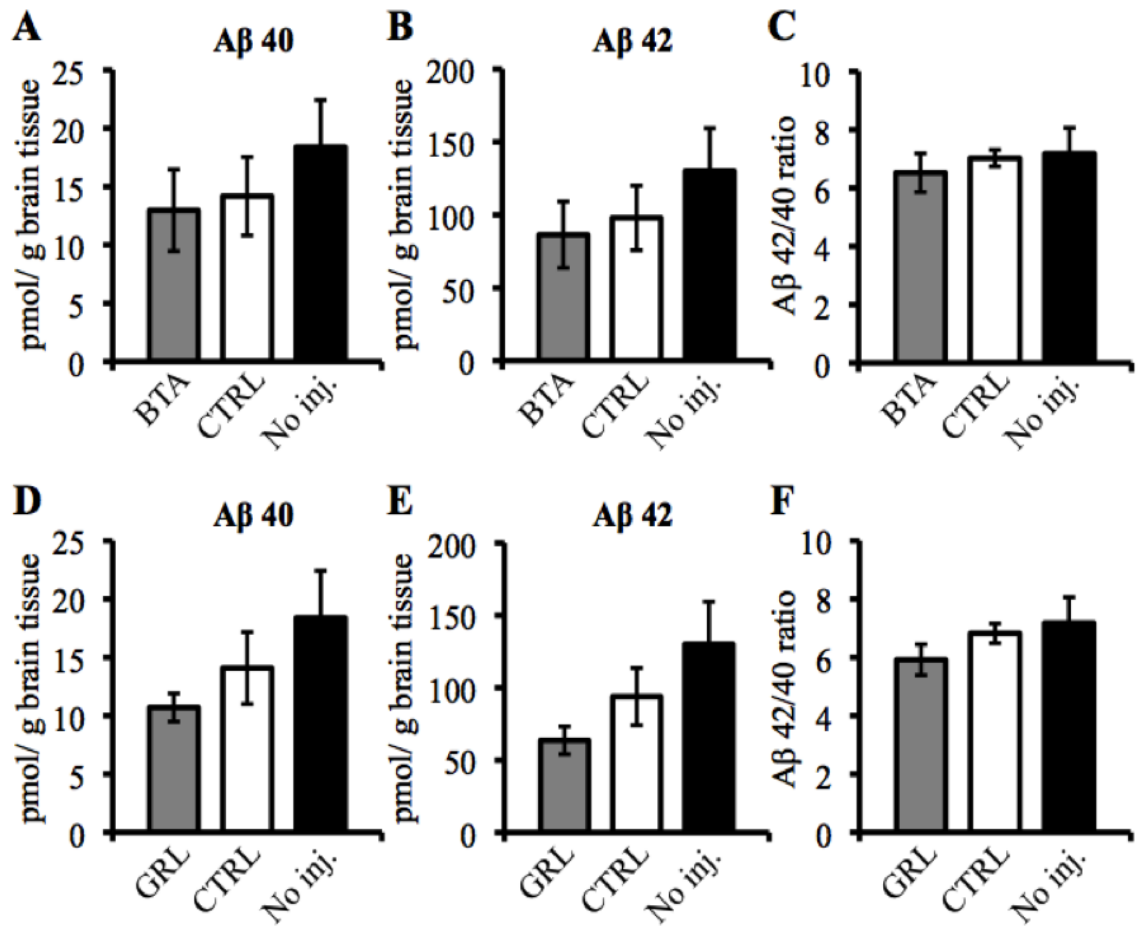 A
Aβ 40
pmol/ g brain tissue
25
20
15
10
5
0
BTA
CTRL
No inj.
B
Aβ 42
pmol/ g brain tissue
200
150
100
50
0
BTA
CTRL
No inj.
C
Aβ 42/40 ratio
10
8
6
4
2
0
BTA
CTRL
No inj.
D
Aβ 40
pmol/ g brain tissue
25
20
15
10
5
0
GRL
CTRL
No inj.
E
Aβ 42
pmol/ g brain tissue
200
150
100
50
0
GRL
CTRL
No inj.
F
Aβ 42/40 ratio
10
8
6
4
2
0
GRL
CTRL
No inj.